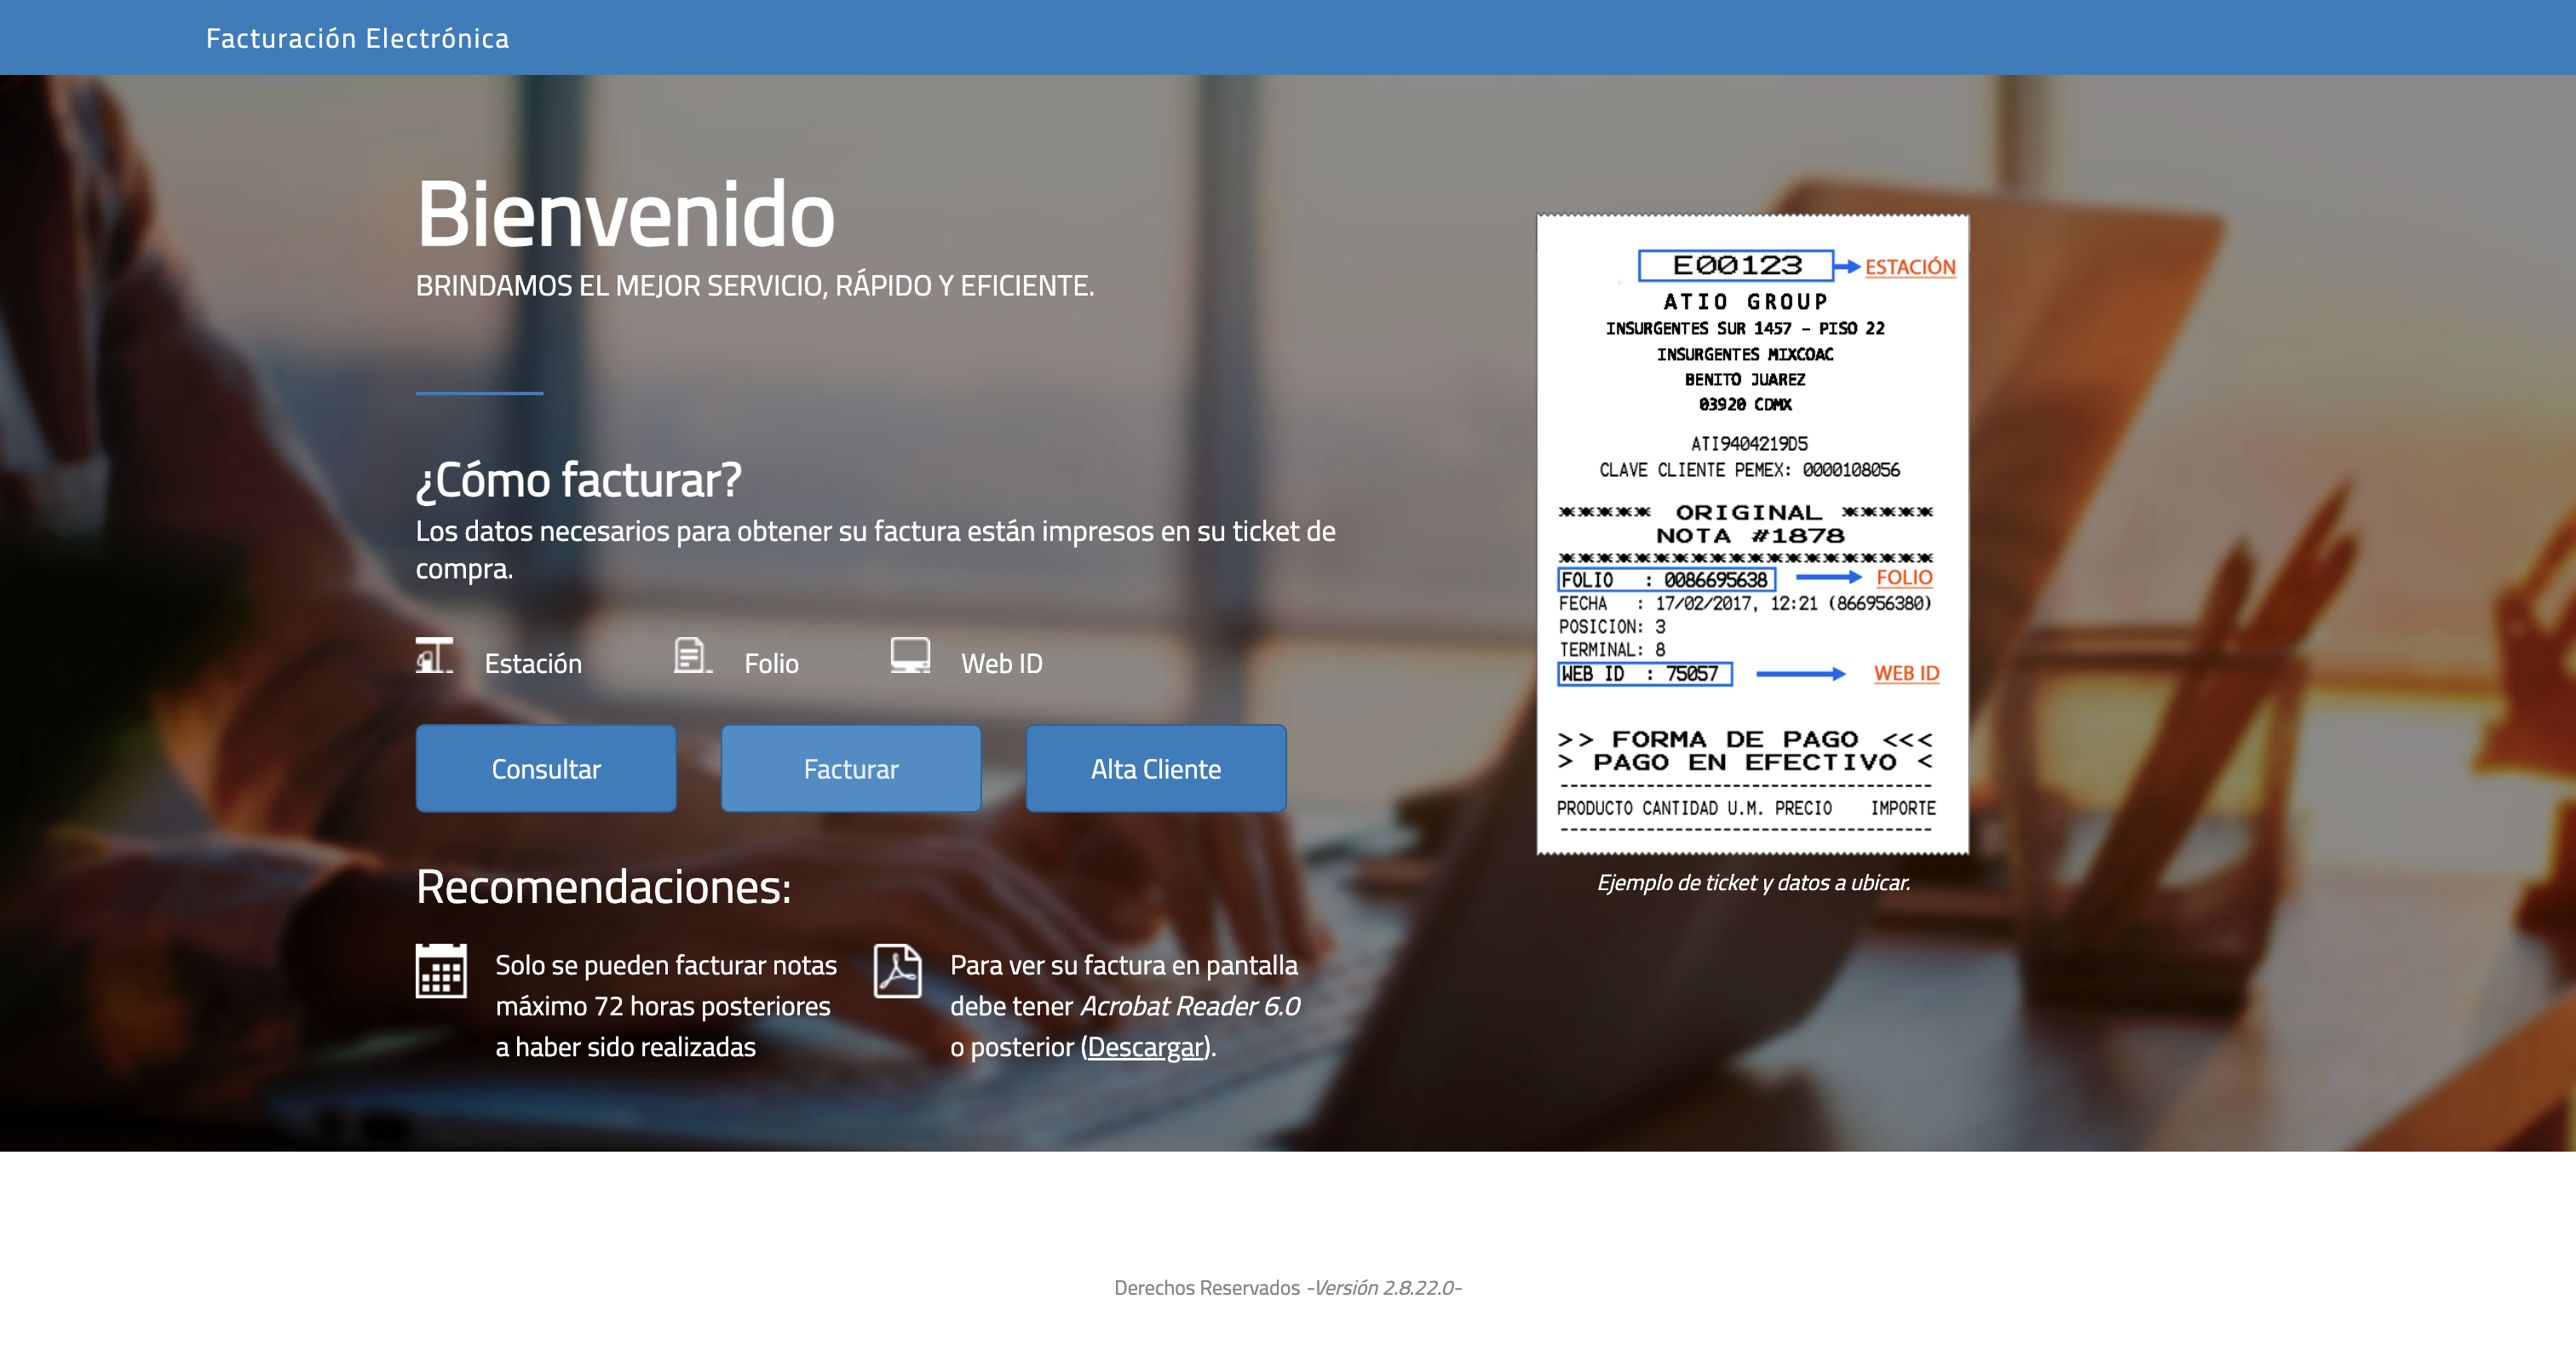 Facturación Electrónica
Bienvenido
BRINDAMOS EL MEJOR SERVICIO, RÁPIDO Y EFICIENTE.
¿Cómo facturar?
Los datos necesarios para obtener su factura están impresos en su ticket de
compra.
Estación Folio Web ID
Consultar Facturar Alta Cliente
Recomendaciones:
Solo se pueden facturar notas
máximo 72 horas posteriores
a haber sido realizadas
Para ver su factura en pantalla
debe tener Acrobat Reader 6.0
o posterior (Descargar).
E00123 ESTACIÓN
ATIO GROUP
INSURGENTES SUR 1457 - PISO 22
INSURGENTES MIXCOAC
BENITO JUAREZ
03920 CDMX
ATI9404219D5
CLAVE CLIENTE PEMEX: 0000108056
***** ORIGINAL *****
NOTA #1878
********************
FOLIO : 0086695638 FOLIO
FECHA : 17/02/2017, 12:21 (866956380)
POSICION: 3
TERMINAL: 8
WEB ID : 75057 WEB ID
>> FORMA DE PAGO <<<
> PAGO EN EFECTIVO <
---------------------------------------
PRODUCTO CANTIDAD U.M. PRECIO IMPORTE
---------------------------------------
Ejemplo de ticket y datos a ubicar.
Derechos Reservados -Versión 2.8.22.0-